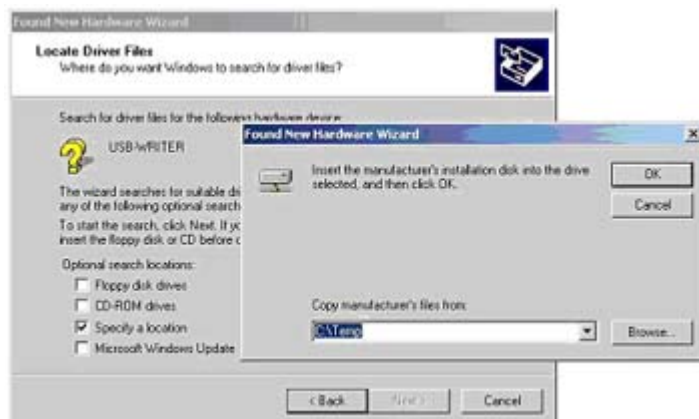 Found New Hardware Wizard
Locate Driver Files
Where do you want Windows to search for driver files?
Search for driver files for the following hardware device:
USB-WRITER
The wizard searches for suitable dri
any of the following optional search
To start the search, click Next. If yo
insert the floppy disk or CD before c
Optional search locations:
Floppy disk drives
CD-ROM drives
Specify a location
Microsoft Windows Update
< Back
Next >
Cancel
Found New Hardware Wizard
Insert the manufacturer's installation disk into the drive
selected, and then click OK.
OK
Cancel
Copy manufacturer's files from:
C:\Temp
Browse...